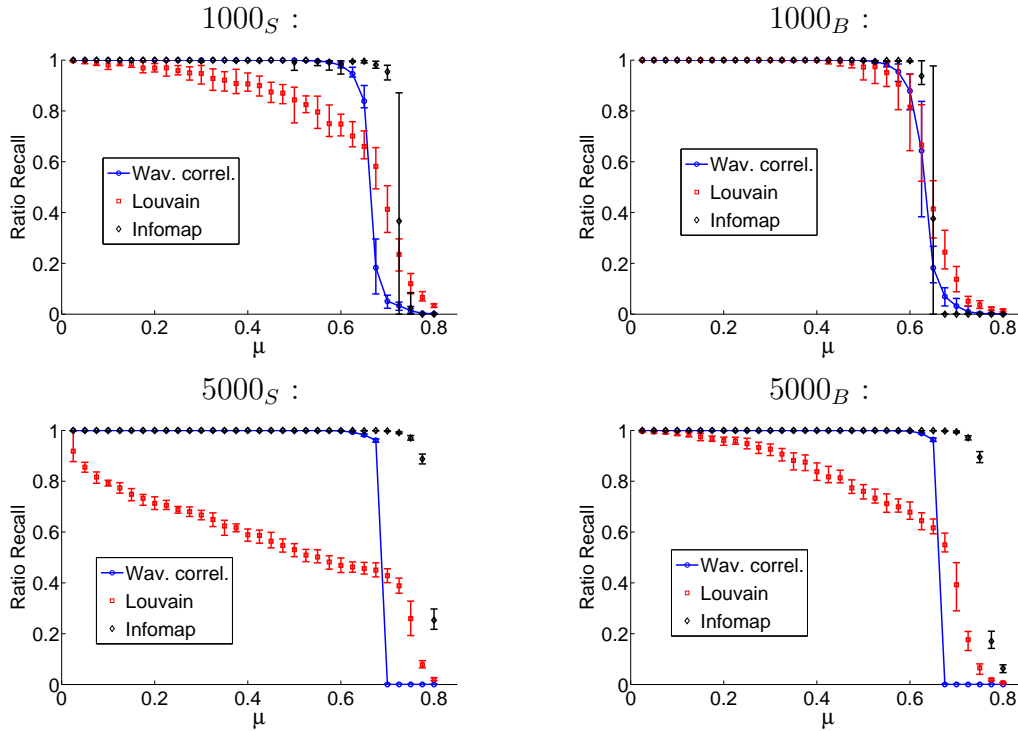 1000S :
1
0.8
0.6
0.4
0.2
0
Ratio Recall
Wav. correl.
Louvain
Infomap
0 0.2 0.4 0.6 0.8
μ
1000B :
1
0.8
0.6
0.4
0.2
0
Ratio Recall
Wav. correl.
Louvain
Infomap
0 0.2 0.4 0.6 0.8
μ
5000S :
1
0.8
0.6
0.4
0.2
0
Ratio Recall
Wav. correl.
Louvain
Infomap
0 0.2 0.4 0.6 0.8
μ
5000B :
1
0.8
0.6
0.4
0.2
0
Ratio Recall
Wav. correl.
Louvain
Infomap
0 0.2 0.4 0.6 0.8
μ